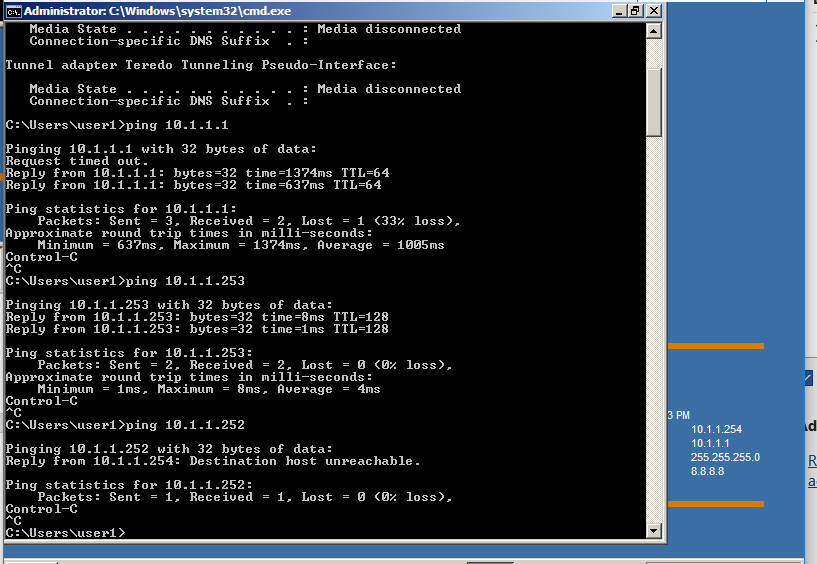 Administrator: C:\Windows\system32\cmd.exe
Media State . . . . . . . . . . . : Media disconnected
Connection-specific DNS Suffix  . :
Tunnel adapter Teredo Tunneling Pseudo-Interface:
Media State . . . . . . . . . . . : Media disconnected
Connection-specific DNS Suffix  . :
C:\Users\user1>ping 10.1.1.1
Pinging 10.1.1.1 with 32 bytes of data:
Request timed out.
Reply from 10.1.1.1: bytes=32 time=1374ms TTL=64
Reply from 10.1.1.1: bytes=32 time=637ms TTL=64
Ping statistics for 10.1.1.1:
Packets: Sent = 3, Received = 2, Lost = 1 (33% loss),
Approximate round trip times in milli-seconds:
Minimum = 637ms, Maximum = 1374ms, Average = 1005ms
Control-C
^C
C:\Users\user1>ping 10.1.1.253
Pinging 10.1.1.253 with 32 bytes of data:
Reply from 10.1.1.253: bytes=32 time=8ms TTL=128
Reply from 10.1.1.253: bytes=32 time=1ms TTL=128
Ping statistics for 10.1.1.253:
Packets: Sent = 2, Received = 2, Lost = 0 (0% loss),
Approximate round trip times in milli-seconds:
Minimum = 1ms, Maximum = 8ms, Average = 4ms
Control-C
^C
C:\Users\user1>ping 10.1.1.252
Pinging 10.1.1.252 with 32 bytes of data:
Reply from 10.1.1.254: Destination host unreachable.
Ping statistics for 10.1.1.252:
Packets: Sent = 1, Received = 1, Lost = 0 (0% loss),
Control-C
^C
C:\Users\user1>
3 PM
10.1.1.254
10.1.1.1
255.255.255.0
8.8.8.8